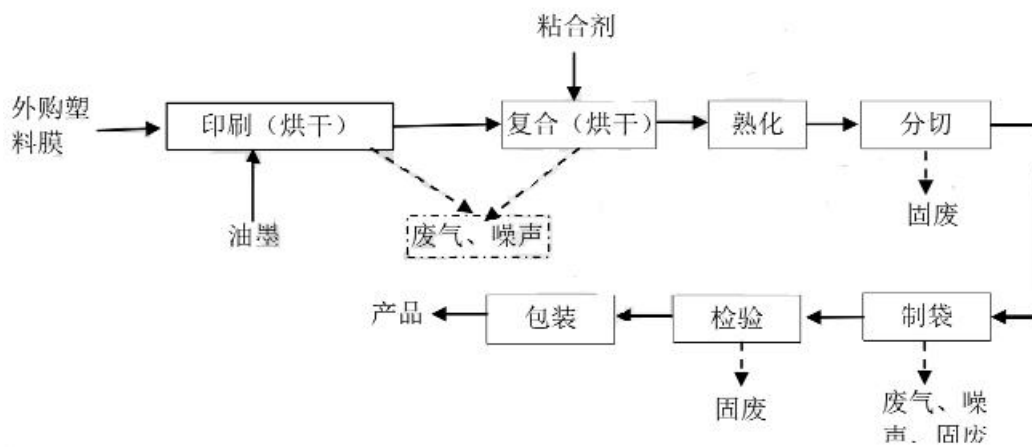 粘合剂
外购塑
料膜
印刷（烘干）
复合（烘干）
熟化
分切
油墨
废气、噪声
固废
产品
包装
检验
制袋
固废
废气、噪
声、固废